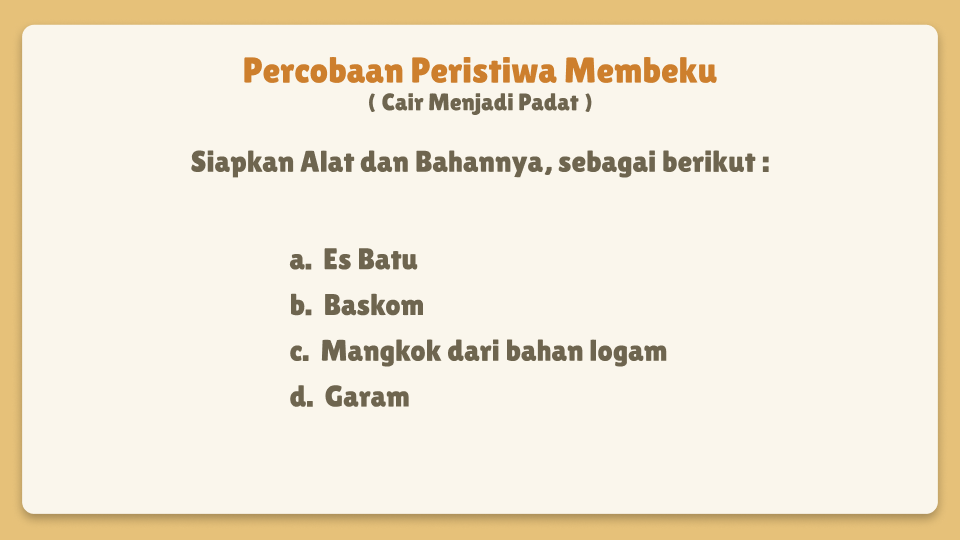 Percobaan Peristiwa Membeku
( Cair Menjadi Padat )
Siapkan Alat dan Bahannya, sebagai berikut :
a. Es Batu
b. Baskom
c. Mangkok dari bahan logam
d. Garam